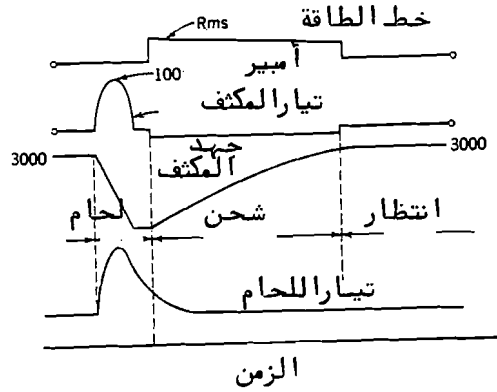 خط الطاقة
Rms
أمبير
100
تيار المكثف
جهد
المكثف
3000
3000
لحام
شحن
انتظار
تيار اللحام
الزمن